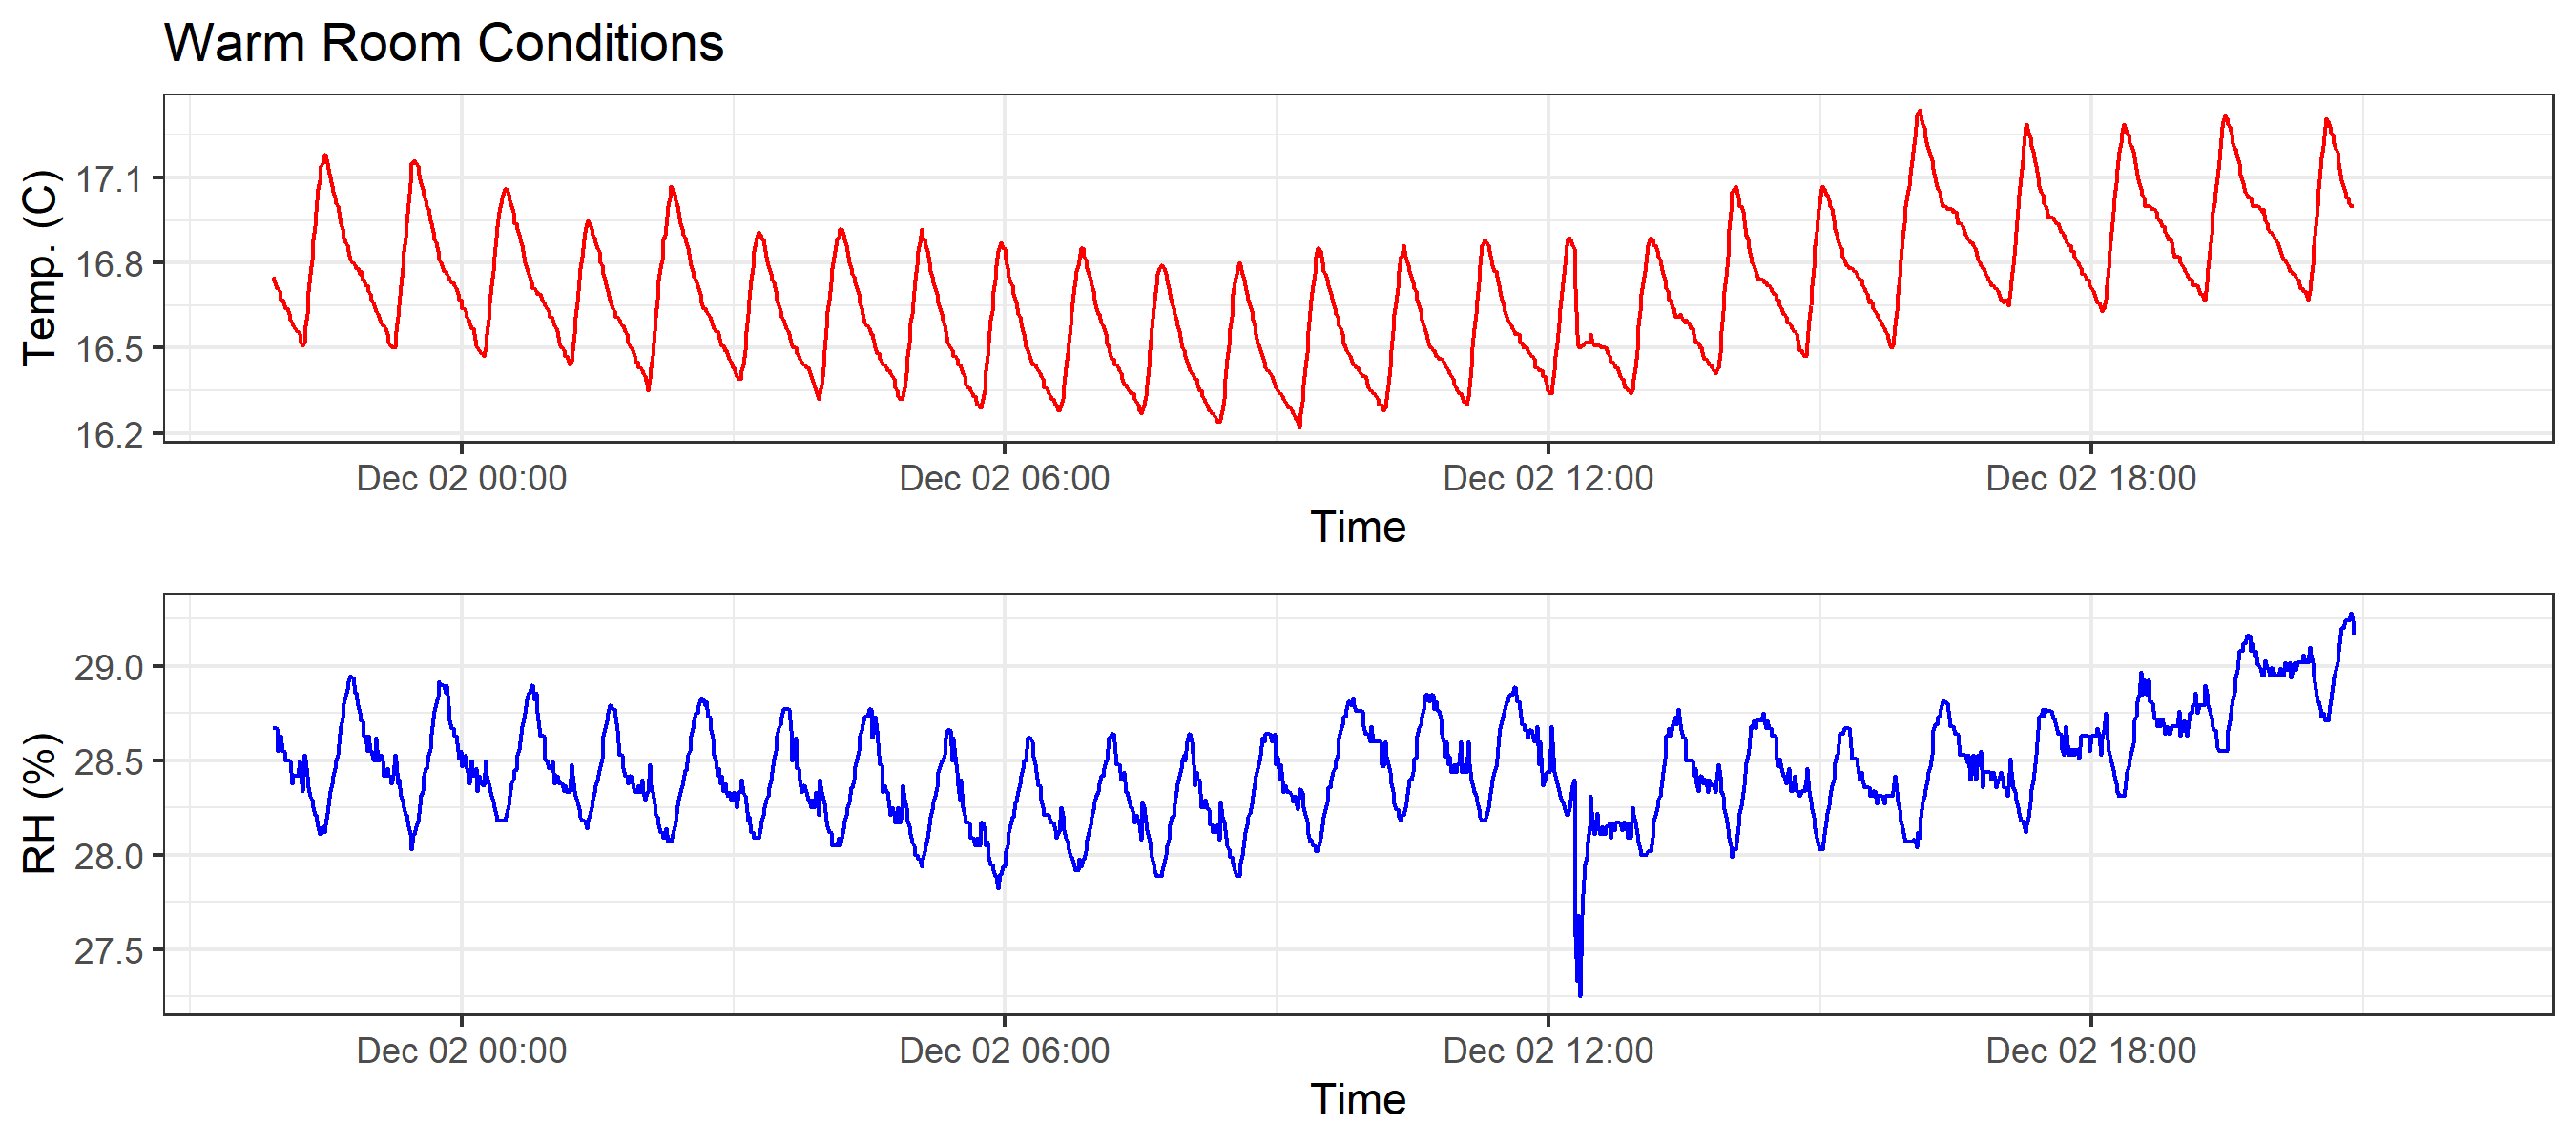 Warm Room Conditions
Temp. (C)
17.1
16.8
16.5
16.2
Dec 02 00:00 Dec 02 06:00 Dec 02 12:00 Dec 02 18:00
Time
RH (%)
29.0
28.5
28.0
27.5
Dec 02 00:00 Dec 02 06:00 Dec 02 12:00 Dec 02 18:00
Time